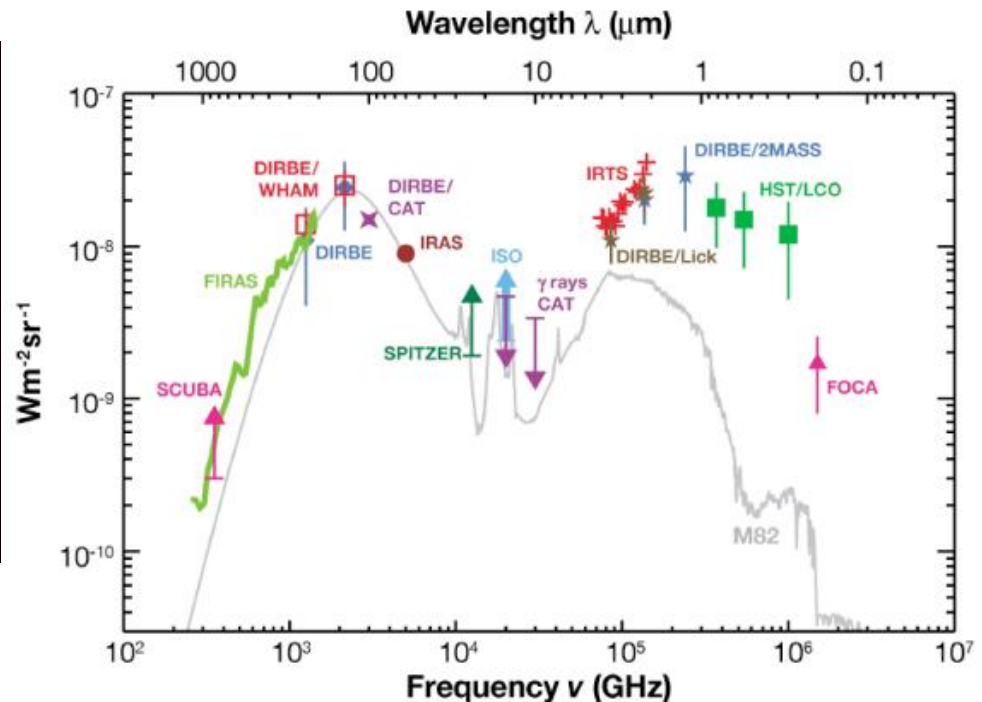 Wavelength λ (μm)
1000 100 10 1 0.1
10⁻⁷
DIRBE/2MASS
DIRBE/
WHAM
IRTS
DIRBE/
CAT
HST/LCO
10⁻⁸
DIRBE
IRAS
ISO
DIRBE/Lick
FIRAS
γ rays
CAT
SPITZER
SCUBA
FOCA
10⁻⁹
M82
10⁻¹⁰
Wm⁻²sr⁻¹
10² 10³ 10⁴ 10⁵ 10⁶ 10⁷
Frequency ν (GHz)